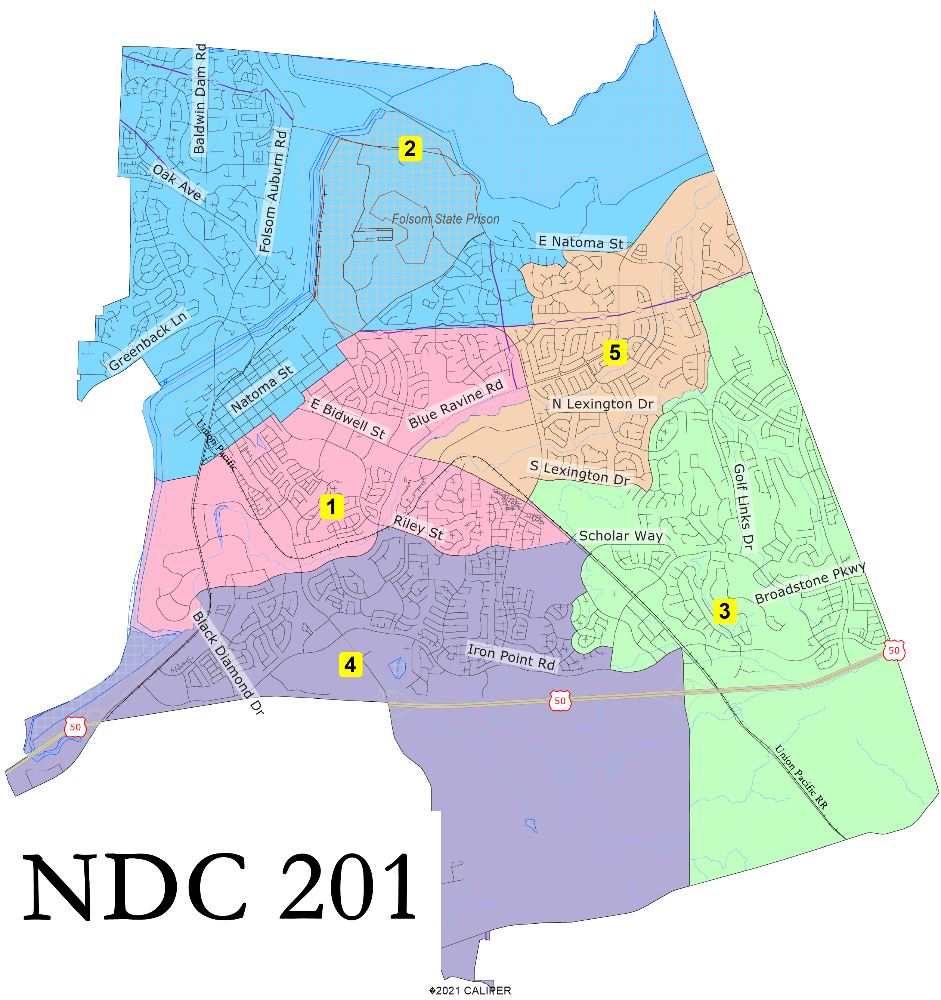 Baldwin Dam Rd
2
Oak Ave
Folsom Auburn Rd
Folsom State Prison
E Natoma St
Greenback Ln
5
Natoma St
E Bidwell St
Blue Ravine Rd
N Lexington Dr
Union Pacific
S Lexington Dr
Golf Links Dr
1
Riley St
Scholar Way
Broadstone Pkwy
3
Black Diamond Dr
4
Iron Point Rd
50
50
50
Union Pacific RR
NDC 201
�2021 CALIPER